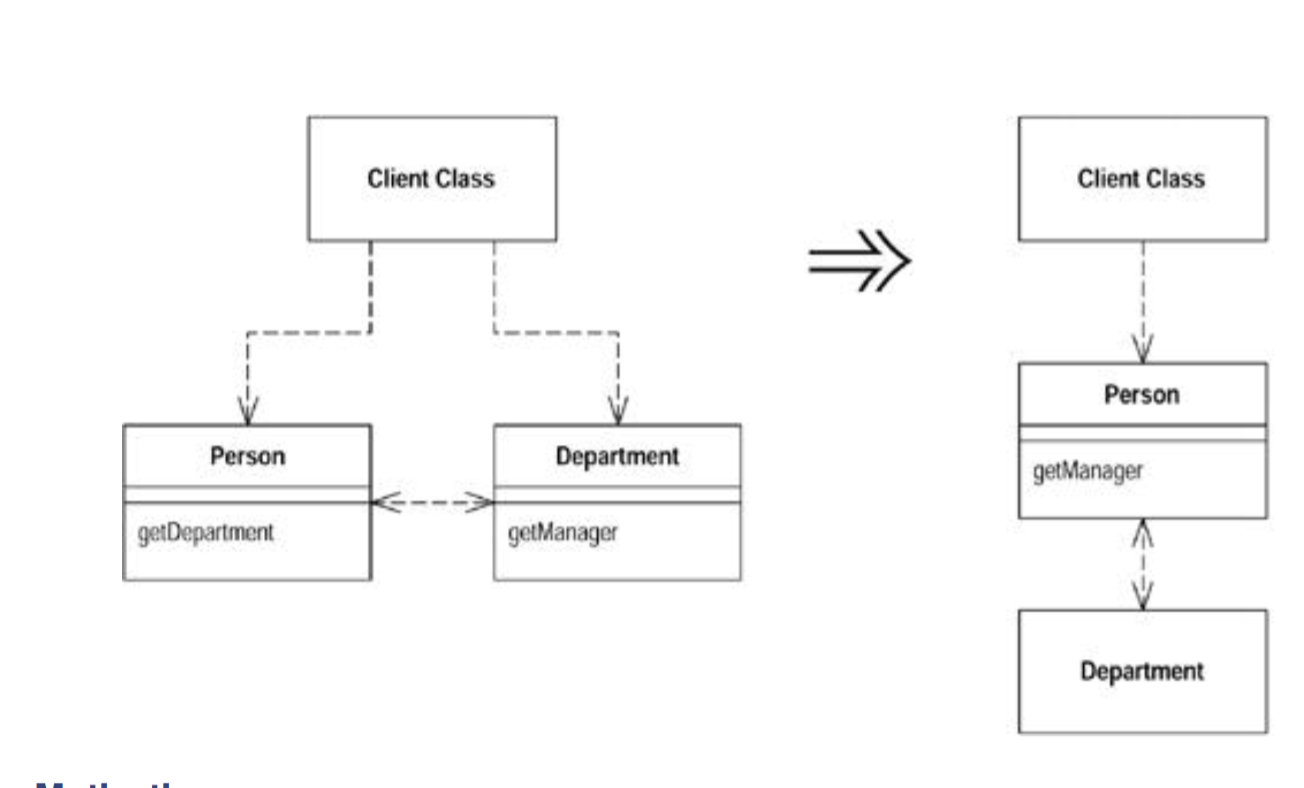 Client Class
Person
getDepartment
Department
getManager
Client Class
Person
getManager
Department